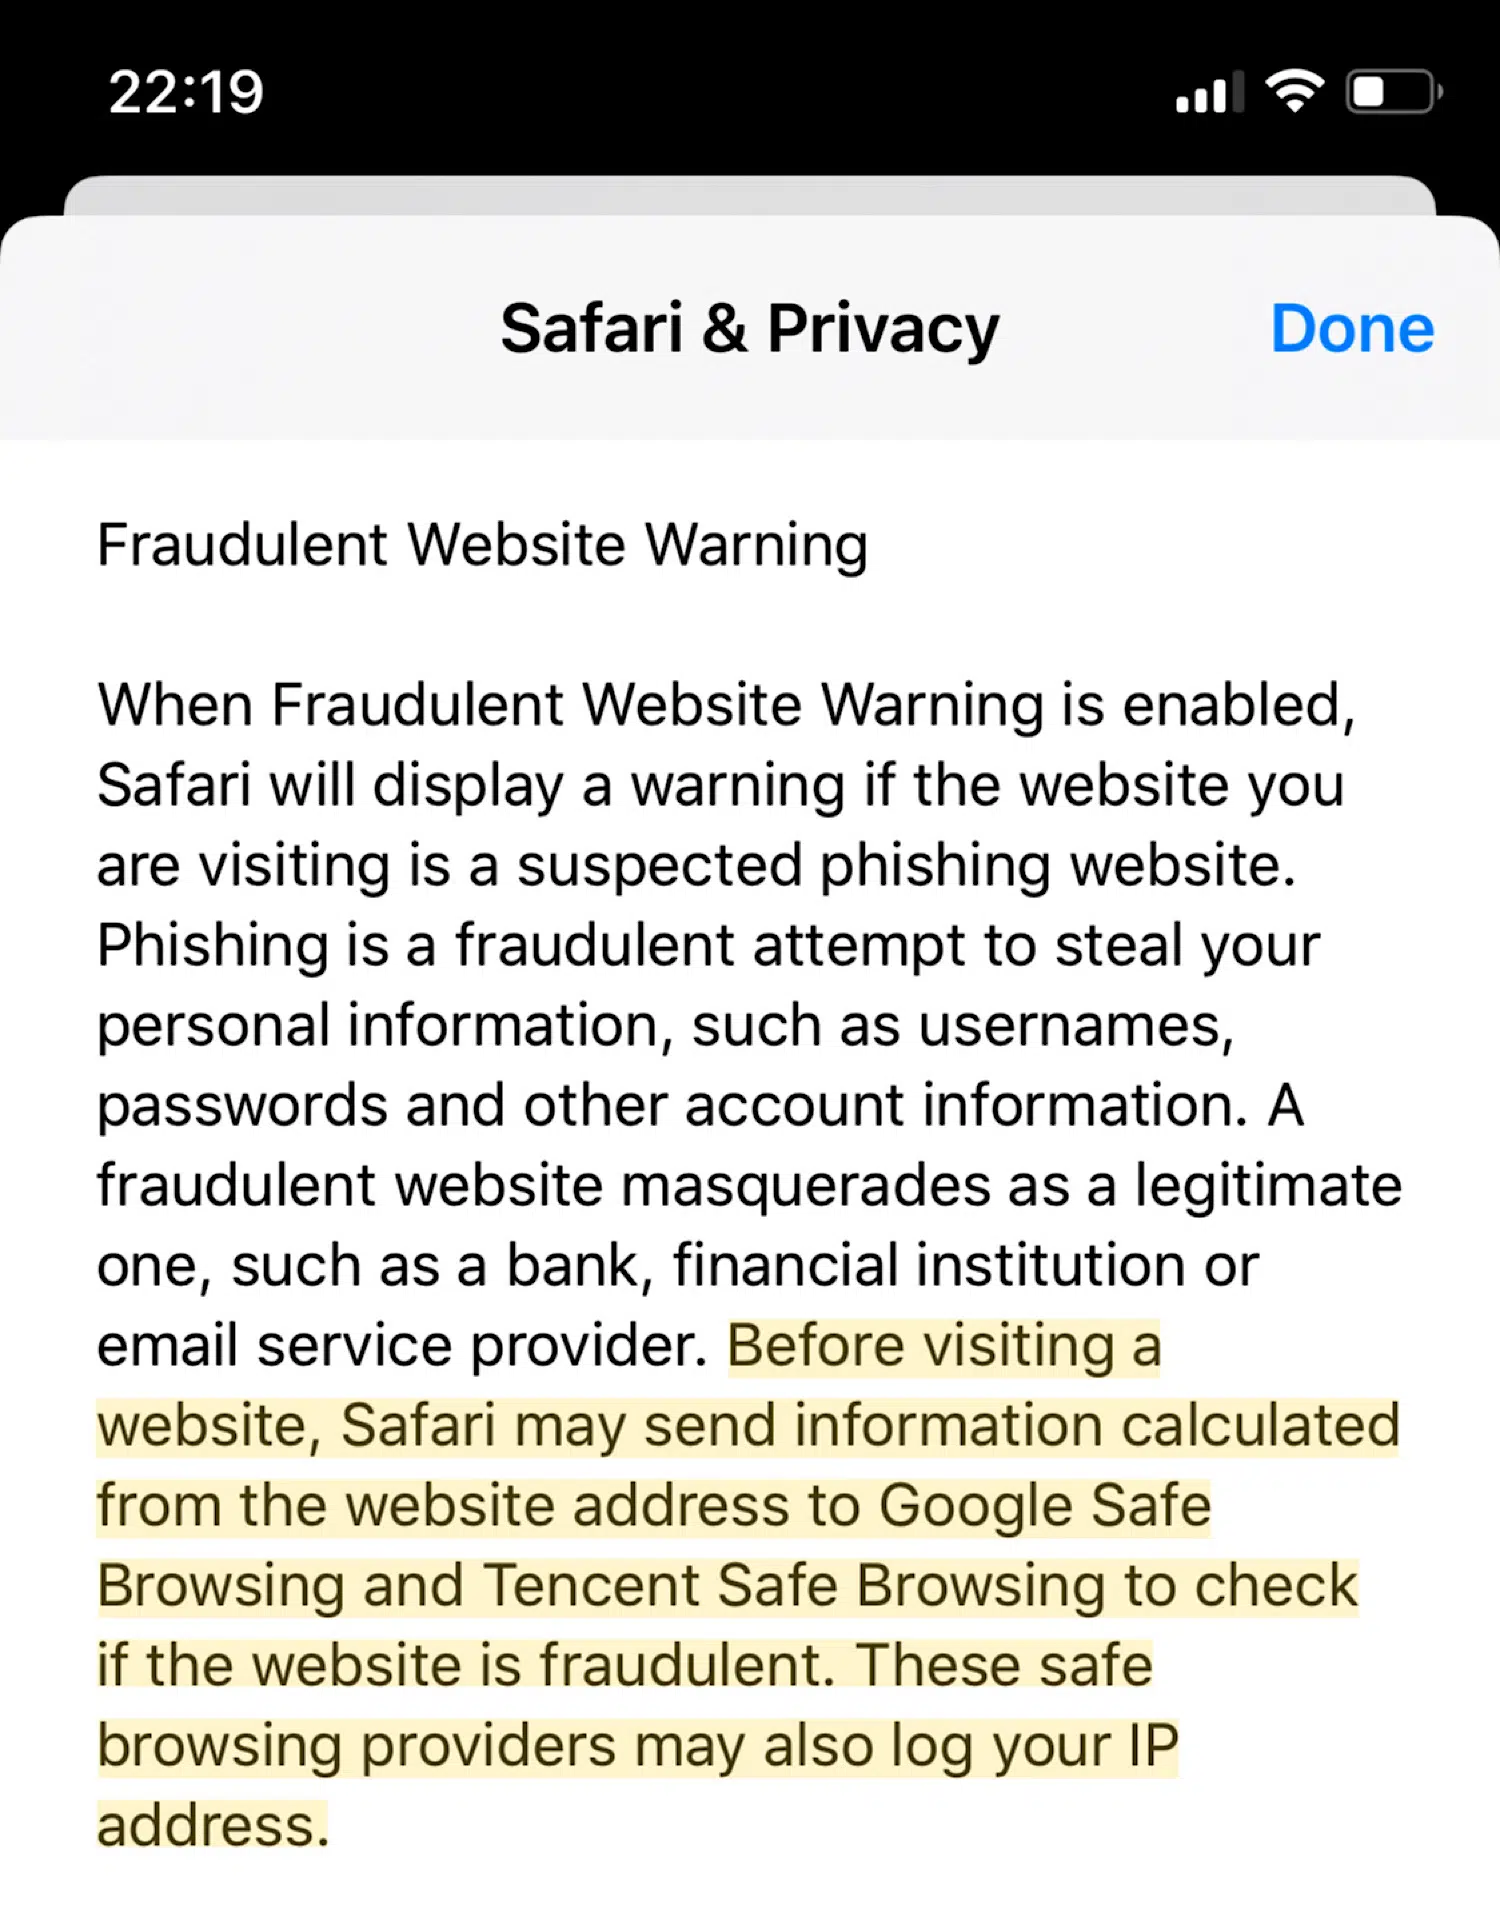 22:19
Safari & Privacy
Done
Fraudulent Website Warning
When Fraudulent Website Warning is enabled,
Safari will display a warning if the website you
are visiting is a suspected phishing website.
Phishing is a fraudulent attempt to steal your
personal information, such as usernames,
passwords and other account information. A
fraudulent website masquerades as a legitimate
one, such as a bank, financial institution or
email service provider. Before visiting a
website, Safari may send information calculated
from the website address to Google Safe
Browsing and Tencent Safe Browsing to check
if the website is fraudulent. These safe
browsing providers may also log your IP
address.